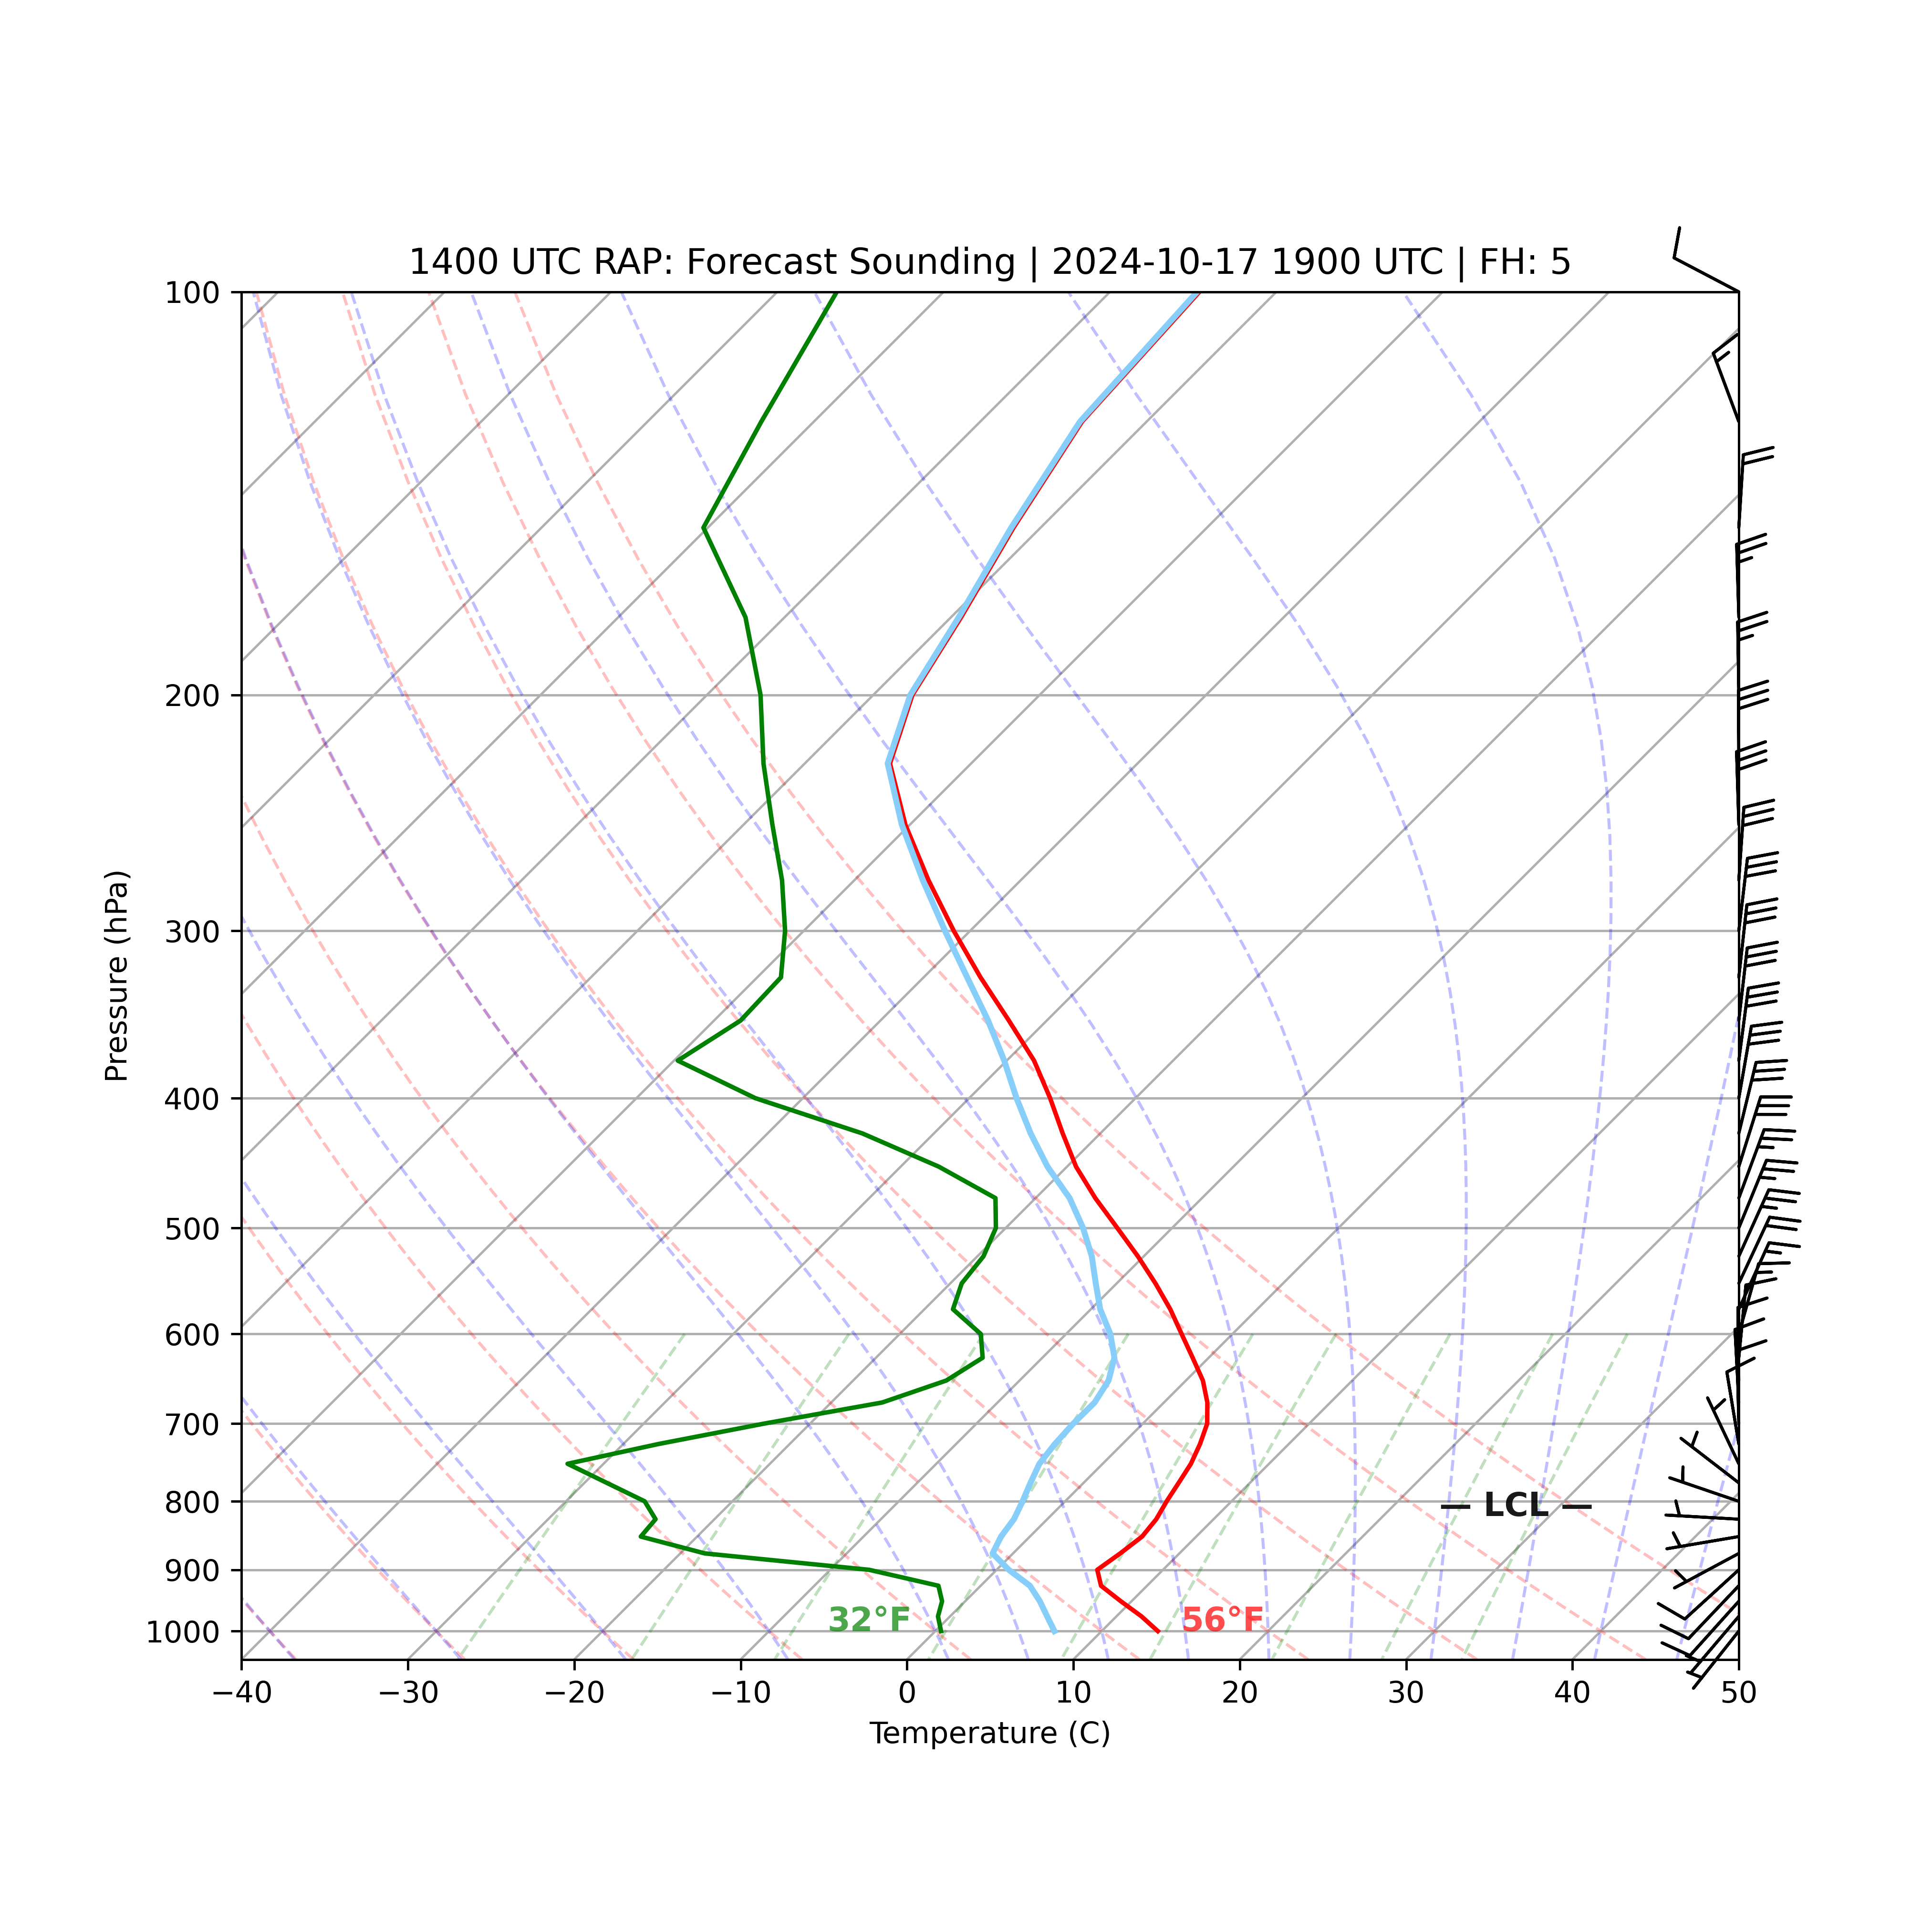 1400 UTC RAP: Forecast Sounding | 2024-10-17 1900 UTC | FH: 5
100
200
300
400
500
600
700
800
900
1000
Pressure (hPa)
— LCL —
32°F
56°F
−40 −30 −20 −10 0 10 20 30 40 50
Temperature (C)